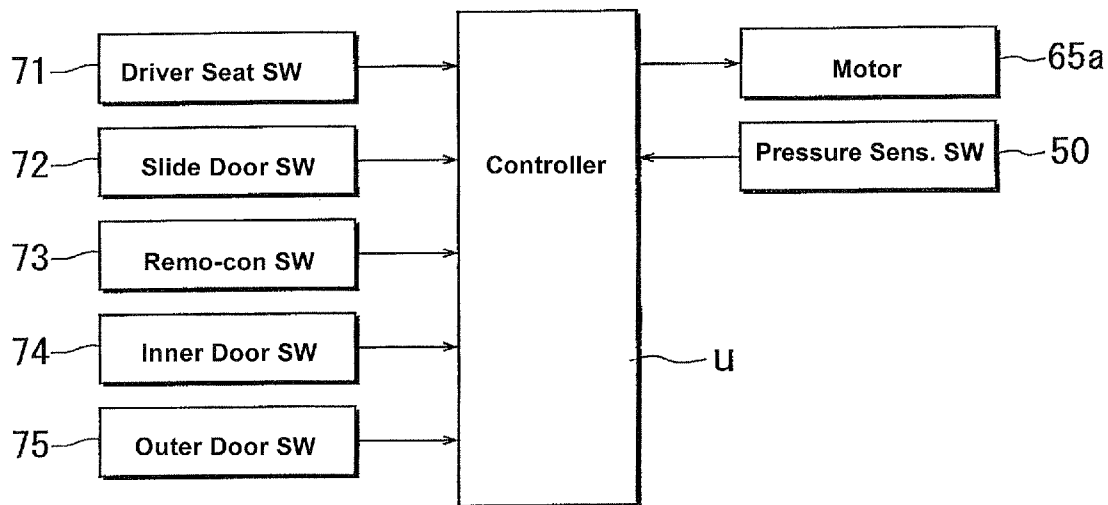 71 Driver Seat SW
72 Slide Door SW
73 Remo-con SW
74 Inner Door SW
75 Outer Door SW
Controller
u
Motor 65a
Pressure Sens. SW 50